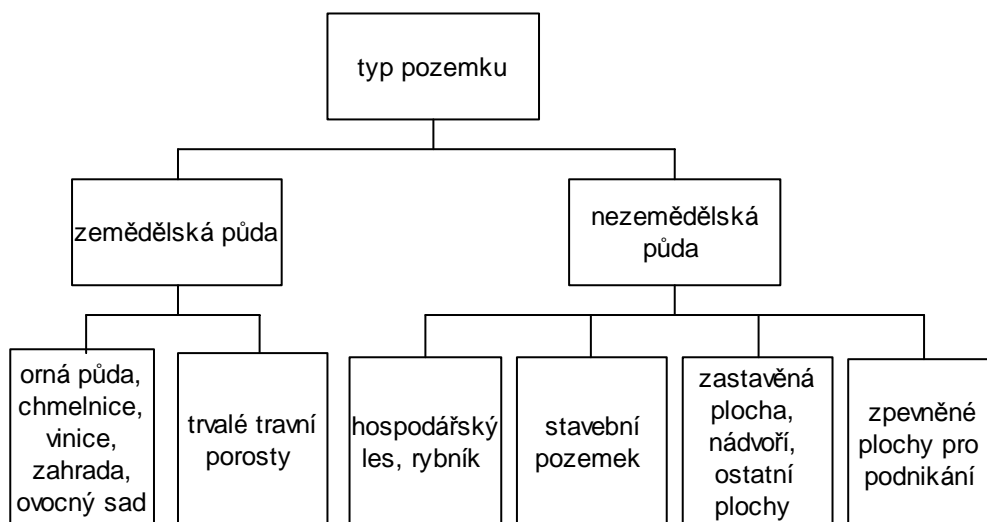 typ pozemku
zemědělská půda
nezemědělská
půda
orná půda,
chmelnice,
vinice,
zahrada,
ovocný sad
trvalé travní
porosty
hospodářský
les, rybník
stavební
pozemek
zastavěná
plocha,
nádvoří,
ostatní
plochy
zpevněné
plochy pro
podnikání